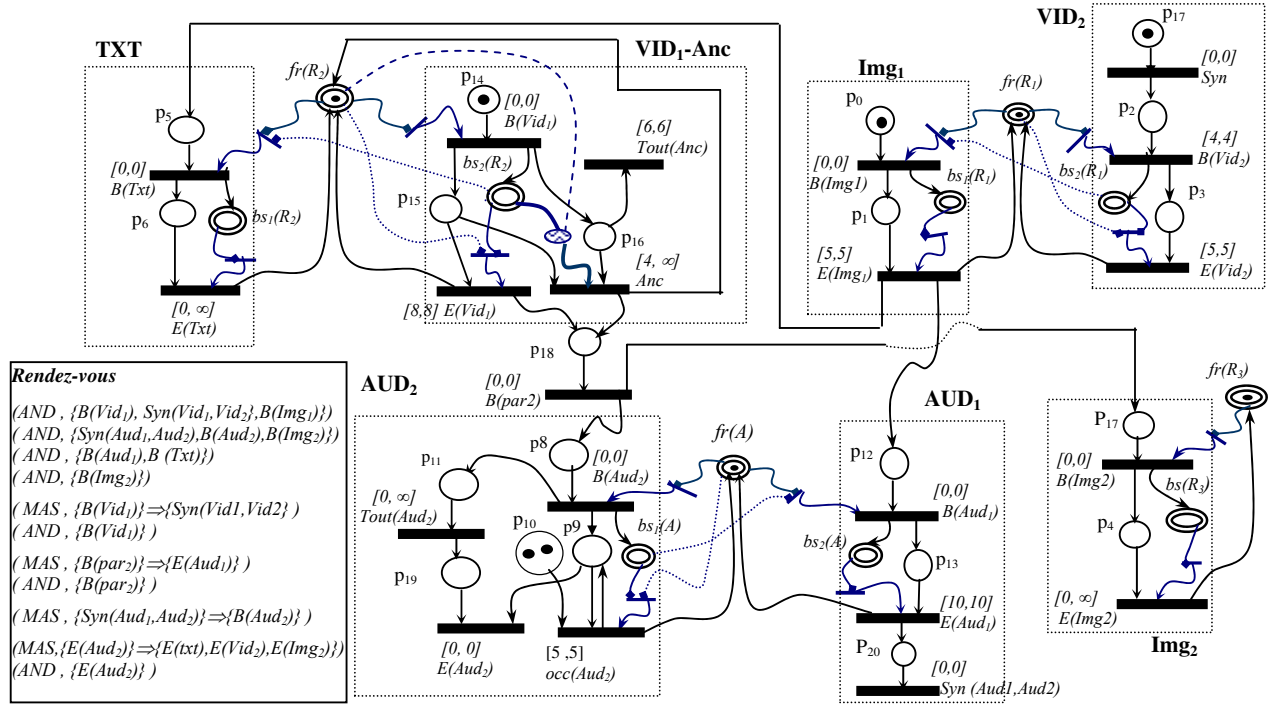 TXT
fr(R2)
p5
[0,0]
B(Txt)
p6
bs1(R2)
[0, ∞]
E(Txt)
VID1-Anc
p14
[0,0]
B(Vid1)
bs2(R2)
[6,6]
Tout(Anc)
p15
p16
[4, ∞]
Anc
[8,8] E(Vid1)
p18
[0,0]
B(par2)
Img1
p0
[0,0]
B(Img1)
bs1(R1)
p1
[5,5]
E(Img1)
fr(R1)
VID2
p17
[0,0]
Syn
p2
[4,4]
B(Vid2)
bs2(R1)
p3
[5,5]
E(Vid2)
Rendez-vous
(AND , {B(Vid1), Syn(Vid1,Vid2},B(Img1)})
( AND, {Syn(Aud1,Aud2),B(Aud2),B(Img2)})
( AND, {B(Aud1),B (Txt)})
(AND, {B(Img2)})
(MAS , {B(Vid1)}⇒{Syn(Vid1,Vid2} )
(AND , {B(Vid1)} )
(MAS , {B(par2)}⇒{E(Aud1)} )
(AND , {B(par2)} )
(MAS , {Syn(Aud1,Aud2)}⇒{B(Aud2)} )
(MAS,{E(Aud2)}⇒{E(txt),E(Vid2),E(Img2)})
(AND , {E(Aud2)} )
AUD2
p8
[0,0]
B(Aud2)
p11
[0, ∞]
Tout(Aud2)
p10
p9
bs1(A)
p19
[0, 0]
E(Aud2)
[5 ,5]
occ(Aud2)
fr(A)
AUD1
p12
[0,0]
B(Aud1)
bs2(A)
p13
[10,10]
E(Aud1)
P20
[0,0]
Syn (Aud1,Aud2)
fr(R3)
P17
[0,0]
B(Img2)
bs(R3)
p4
[0, ∞]
E(Img2)
Img2